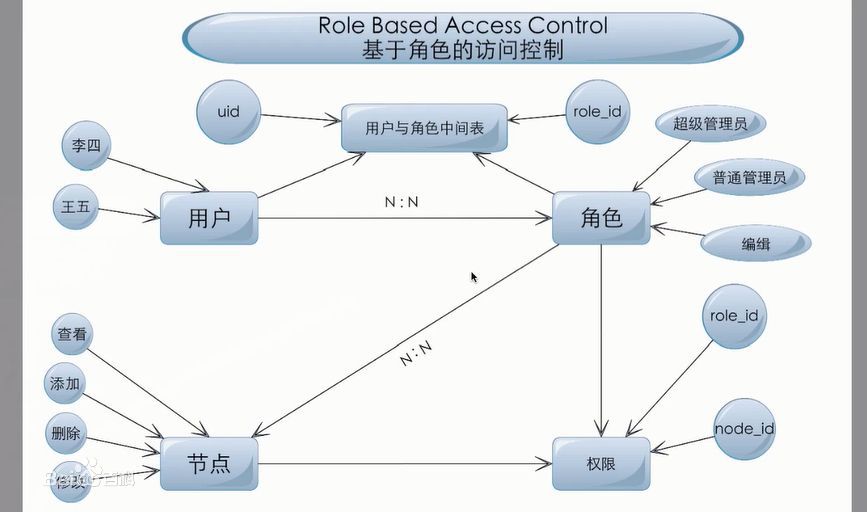 Role Based Access Control
基于角色的访问控制
uid
用户与角色中间表
role_id
超级管理员
李四
普通管理员
王五
用户
N:N
角色
编辑
查看
role_id
N:N
添加
删除
node_id
节点
权限
修改
Bai 百科